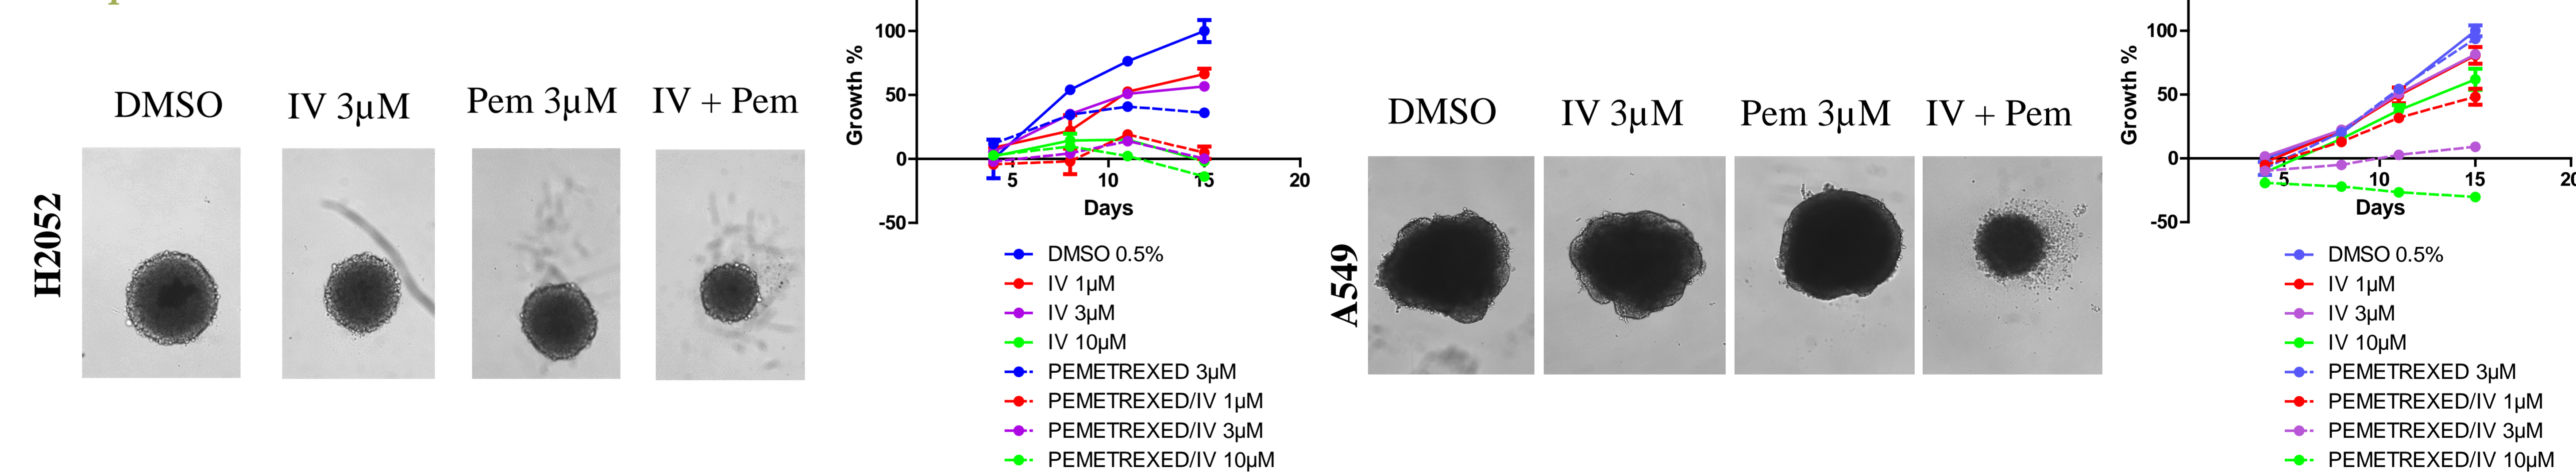 DMSO
IV 3µM
Pem 3µM
IV + Pem
H2052
Growth %
100
50
0
-50
5
10
15
20
Days
DMSO 0.5%
IV 1µM
IV 3µM
IV 10µM
PEMETREXED 3µM
PEMETREXED/IV 1µM
PEMETREXED/IV 3µM
PEMETREXED/IV 10µM
DMSO
IV 3µM
Pem 3µM
IV + Pem
A549
Growth %
100
50
0
-50
5
10
15
20
Days
DMSO 0.5%
IV 1µM
IV 3µM
IV 10µM
PEMETREXED 3µM
PEMETREXED/IV 1µM
PEMETREXED/IV 3µM
PEMETREXED/IV 10µM